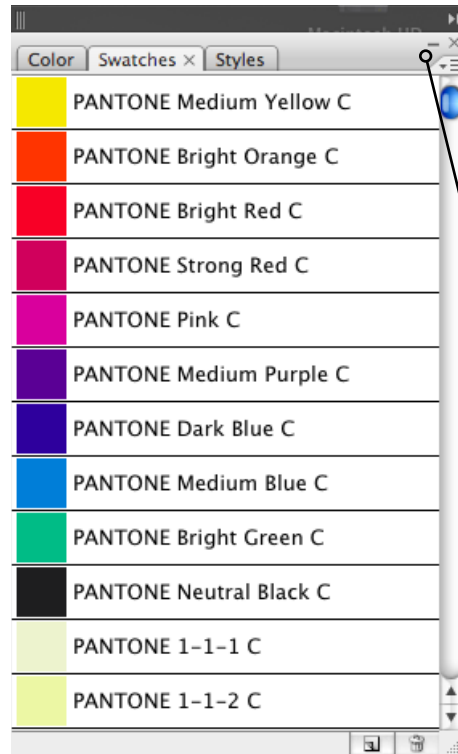 Color Swatches × Styles
PANTONE Medium Yellow C
PANTONE Bright Orange C
PANTONE Bright Red C
PANTONE Strong Red C
PANTONE Pink C
PANTONE Medium Purple C
PANTONE Dark Blue C
PANTONE Medium Blue C
PANTONE Bright Green C
PANTONE Neutral Black C
PANTONE 1-1-1 C
PANTONE 1-1-2 C